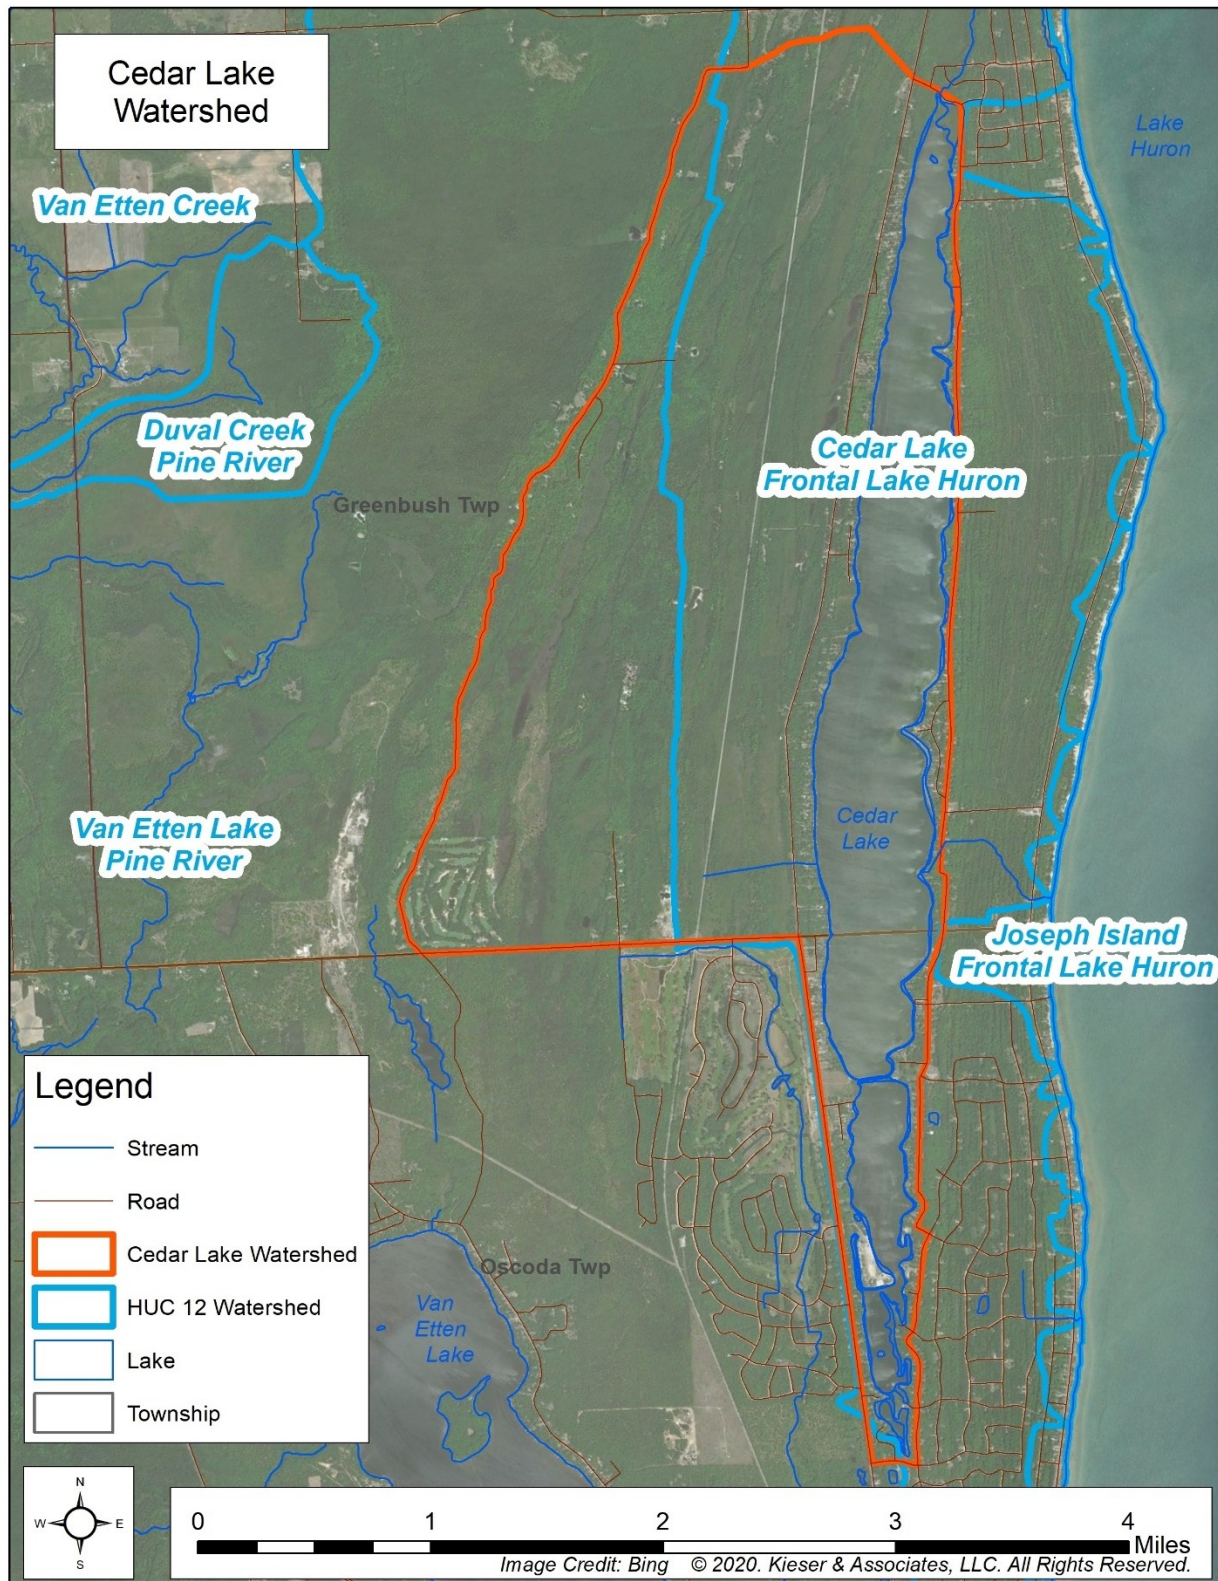 Cedar Lake
Watershed
Lake
Huron
Van Etten Creek
Duval Creek
Pine River
Cedar Lake
Frontal Lake Huron
Greenbush Twp
Van Etten Lake
Pine River
Cedar
Lake
Joseph Island
Frontal Lake Huron
Oscoda Twp
Van
Etten
Lake
Legend
Stream
Road
Cedar Lake Watershed
HUC 12 Watershed
Lake
Township
N
W E
S
0 1 2 3 4
Miles
Image Credit: Bing © 2020. Kieser & Associates, LLC. All Rights Reserved.